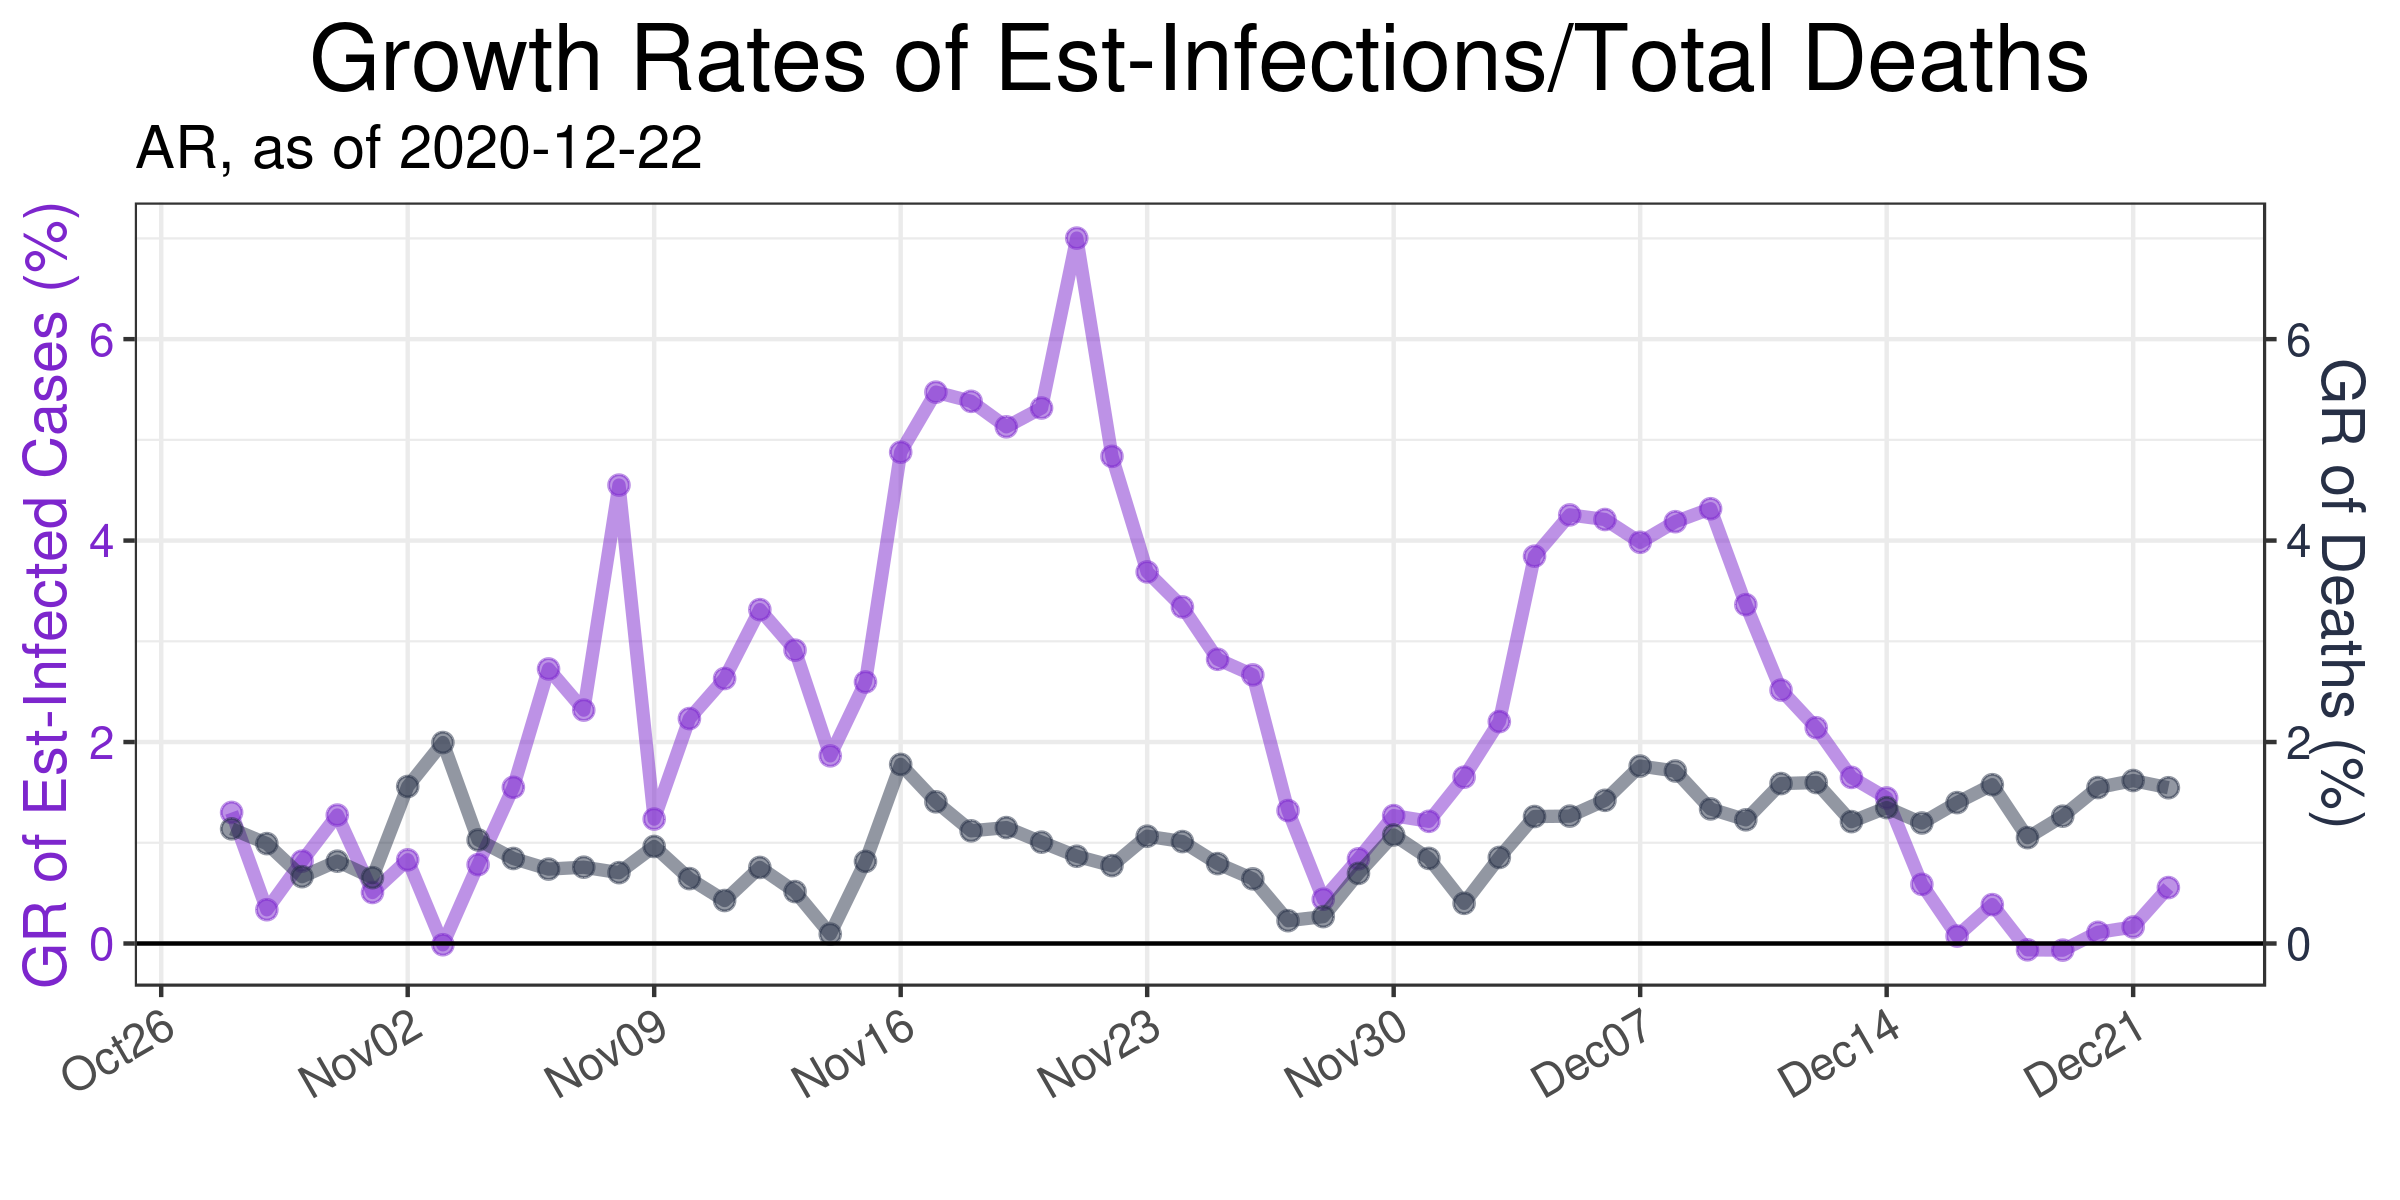 Growth Rates of Est-Infections/Total Deaths
AR, as of 2020-12-22
GR of Est-Infected Cases (%)
6
4
2
0
6
4
2
0
GR of Deaths (%)
Oct26
Nov02
Nov09
Nov16
Nov23
Nov30
Dec07
Dec14
Dec21